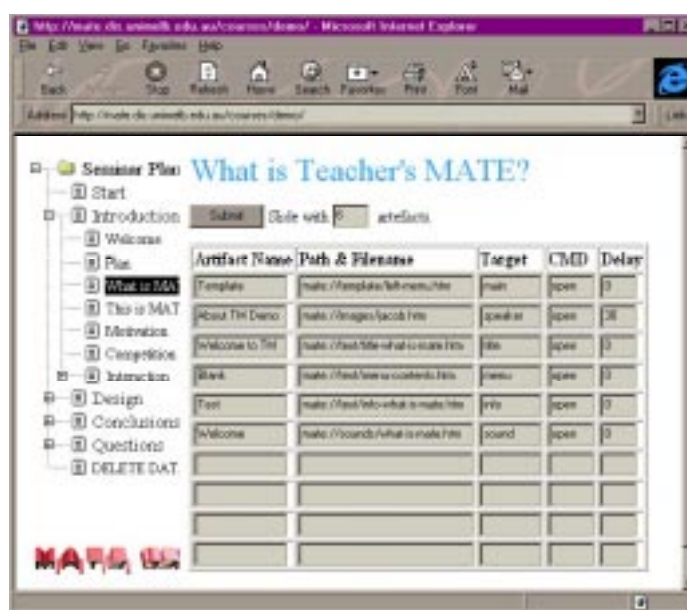 http://mate.dis.unimelb.edu.au/courses/demo/ - Microsoft Internet Explorer
File Edit View Go Favorites Help
Back Stop Refresh Home Search Favorites Print Font Mail
Address http://mate.dis.unimelb.edu.au/courses/demo/ Link
Seminar Plan
Start
Introduction
Welcome
Plan
What is MA
This is MAT
Motivation
Competition
Interaction
Design
Conclusions
Questions
DELETE DAT
What is Teacher's MATE?
Submit Slide with 6 artefacts
Artifact Name Path & Filename Target CMD Delay
Template mate://template/left-menu.htm main open 0
About TM Demo mate://images/jacob.htm speaker open 30
Welcome to TM mate://text/title-what-is-mate.htm title open 0
Blank mate://text/menu-contents.htm menu open 0
Text mate://text/info-what-is-mate.htm info open 0
Welcome mate://sounds/what-is-mate.htm sound open 0
MATE